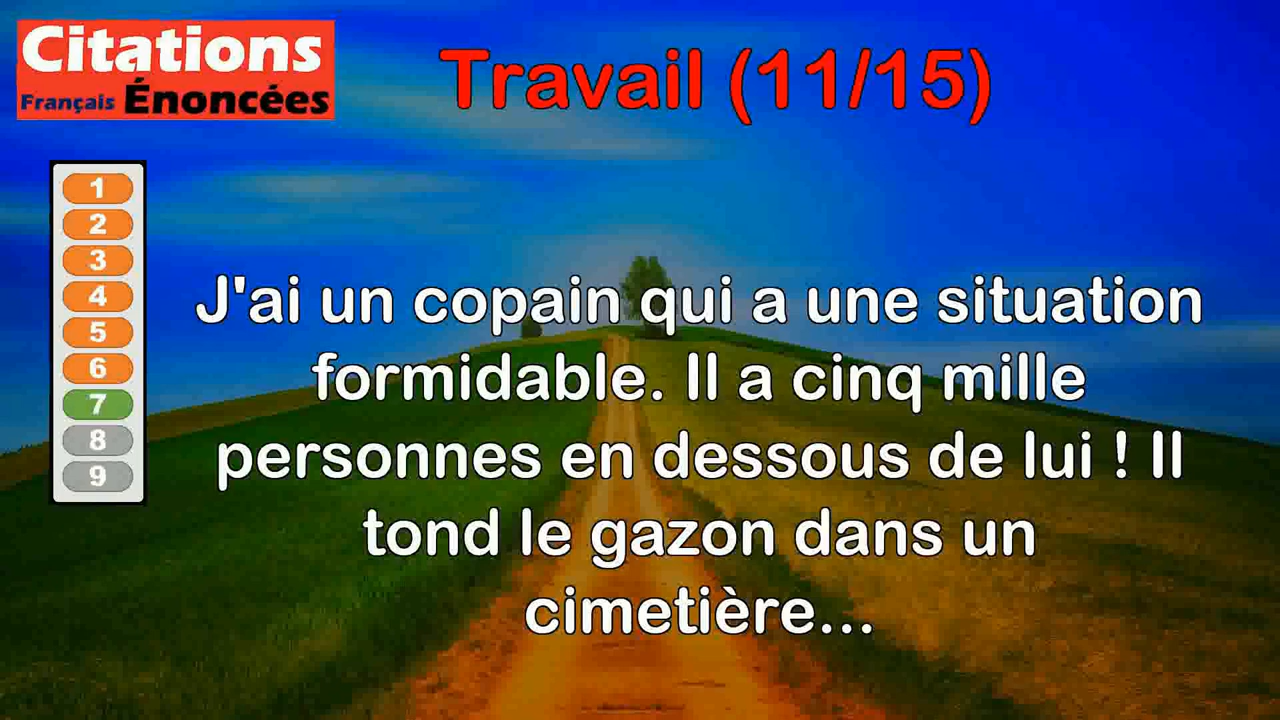 Citations
Français Énoncées
Travail (11/15)
1
2
3
4
5
6
7
8
9
J'ai un copain qui a une situation
formidable. Il a cinq mille
personnes en dessous de lui ! Il
tond le gazon dans un
cimetière...